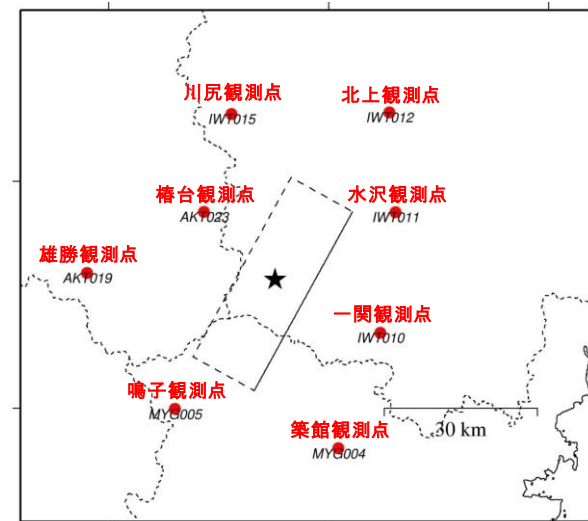 川尻観測点
IWT015
北上観測点
IWT012
椿台観測点
AKT023
水沢観測点
IWT011
雄勝観測点
AKT019
一関観測点
IWT010
鳴子観測点
MYG005
築館観測点
MYG004
30 km